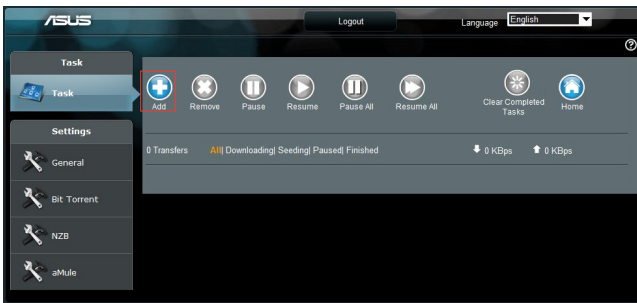 ASUS
Logout
Language English
?
Task
Task
Add Remove Pause Resume Pause All Resume All Clear Completed Tasks Home
0 Transfers All| Downloading| Seeding| Paused| Finished 0 KBps 0 KBps
Settings
General
Bit Torrent
NZB
aMule